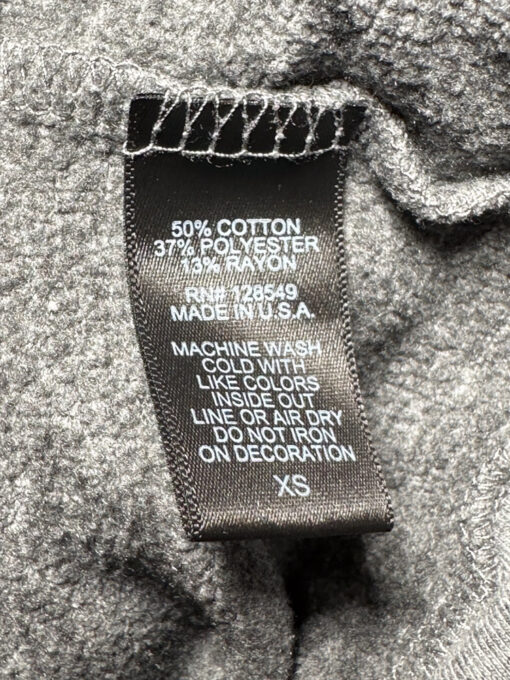 50% COTTON
37% POLYESTER
13% RAYON
RN# 128549
MADE IN U.S.A.
MACHINE WASH
COLD WITH
LIKE COLORS
INSIDE OUT
LINE OR AIR DRY
DO NOT IRON
ON DECORATION
XS